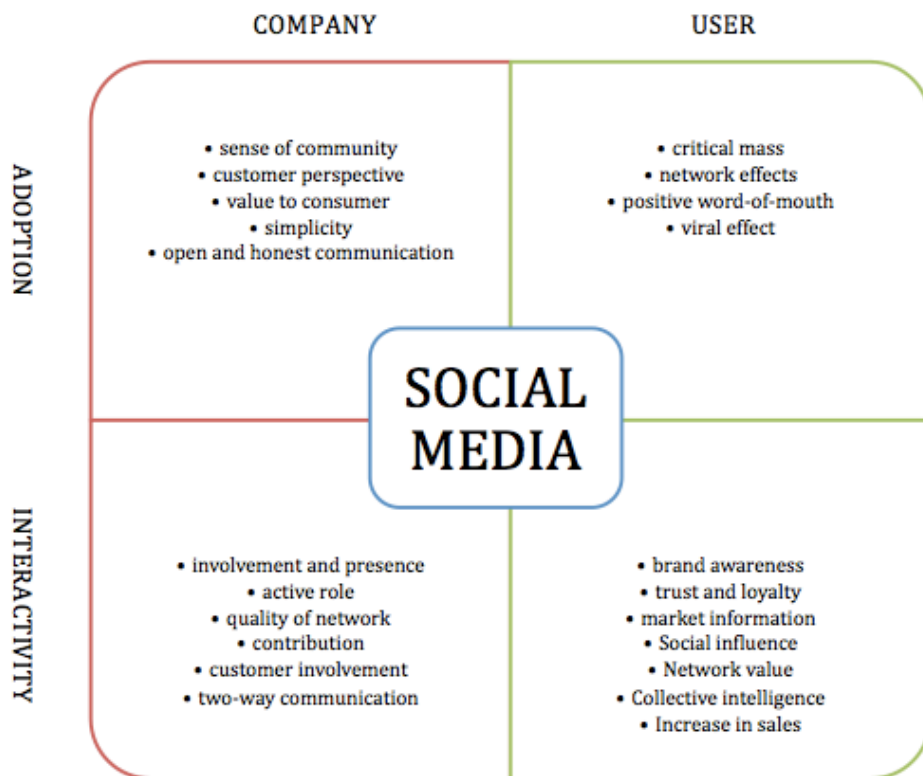 COMPANY
USER
ADOPTION
• sense of community
• customer perspective
• value to consumer
• simplicity
• open and honest communication
• critical mass
• network effects
• positive word-of-mouth
• viral effect
SOCIAL
MEDIA
INTERACTIVITY
• involvement and presence
• active role
• quality of network
• contribution
• customer involvement
• two-way communication
• brand awareness
• trust and loyalty
• market information
• Social influence
• Network value
• Collective intelligence
• Increase in sales